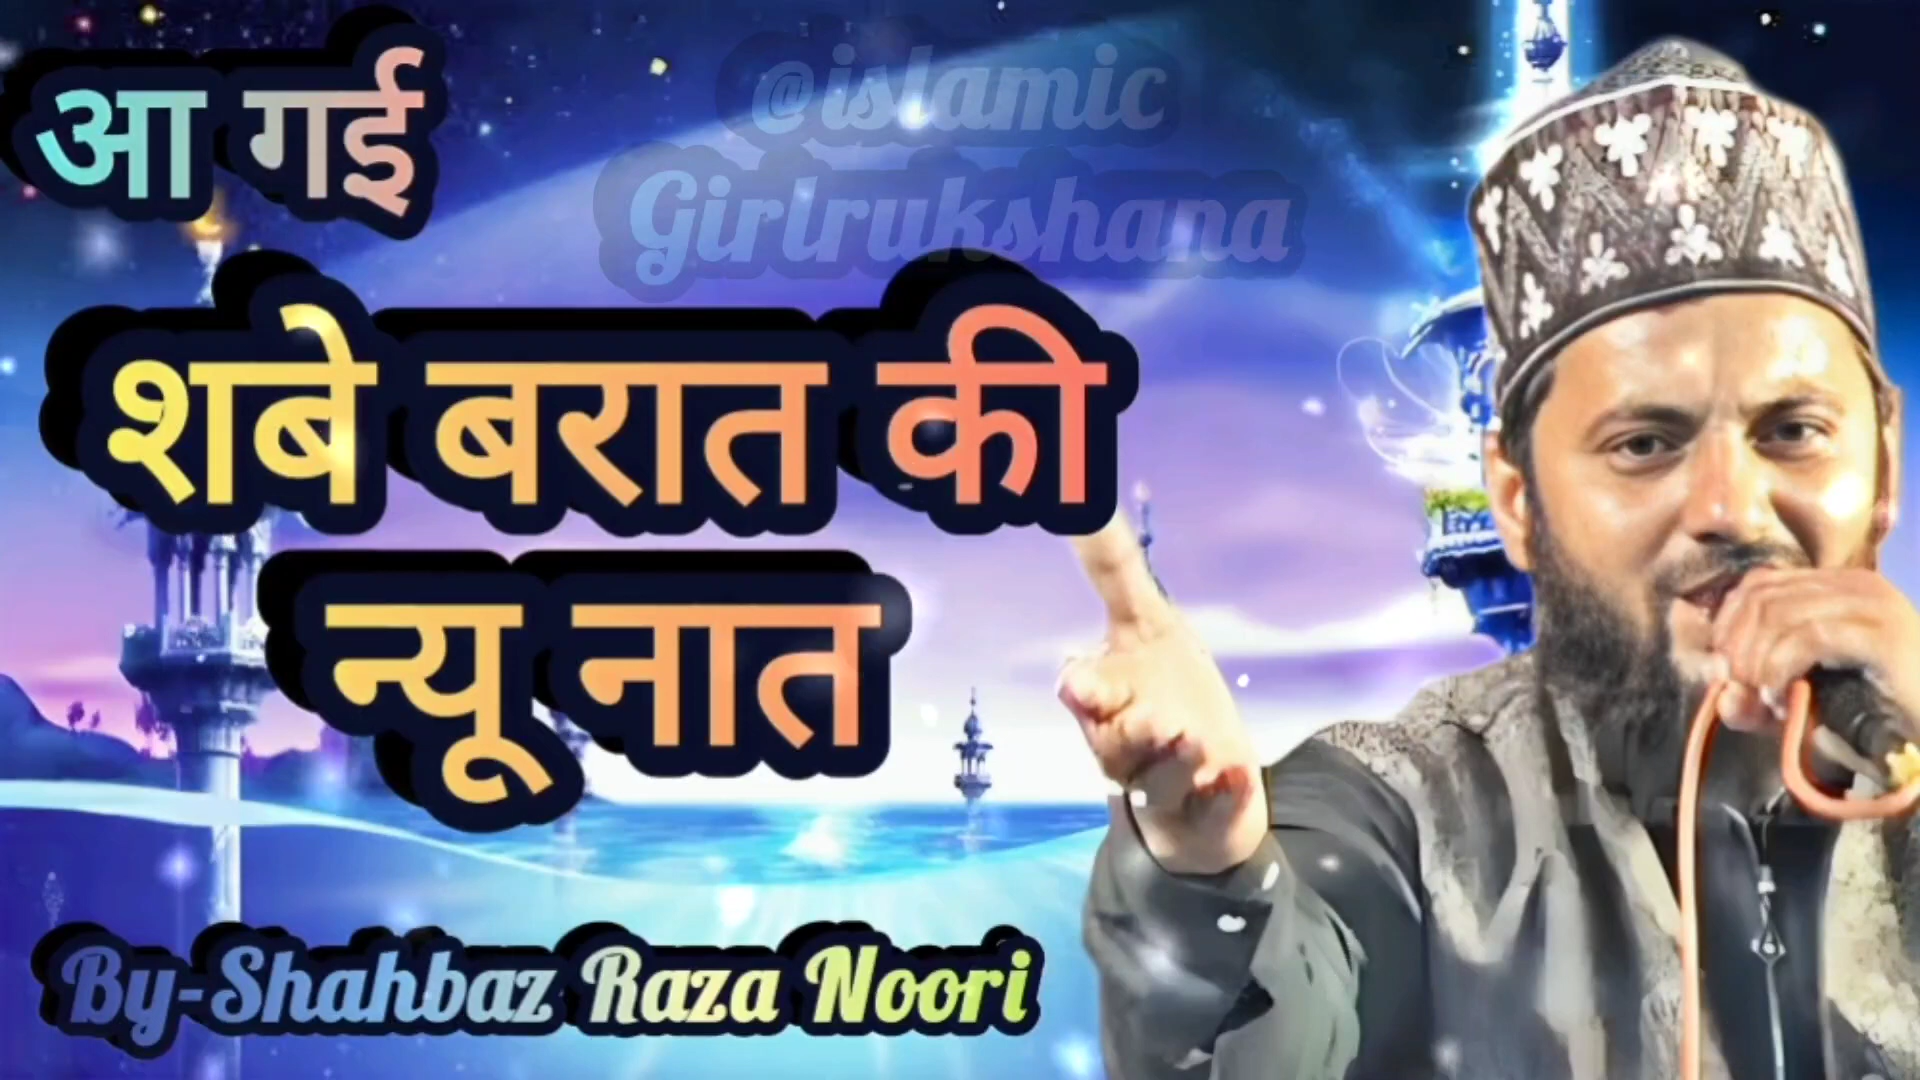 आ गई
@islamic
Girlrukshana
शबे बरात की
न्यू नात
By-Shahbaz Raza Noori